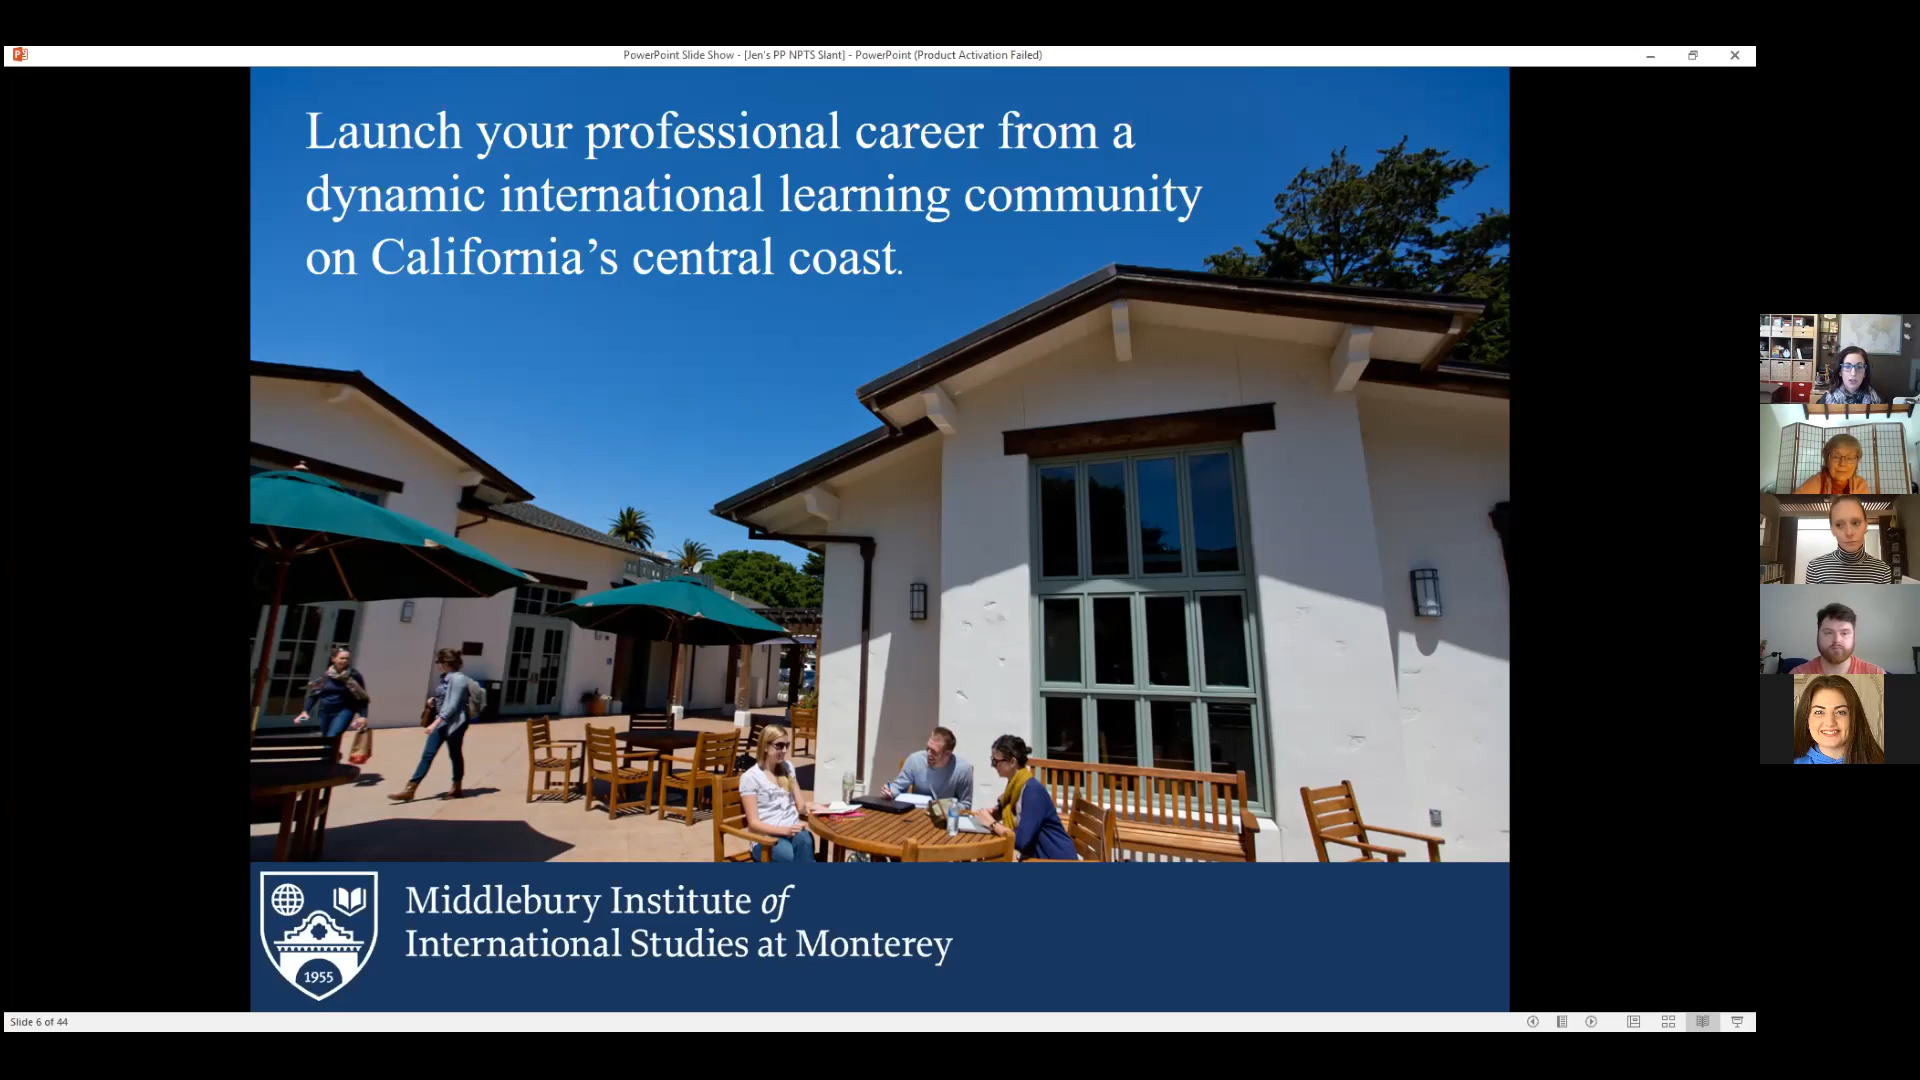 PowerPoint Slide Show - [Jen's PP NPTS Slant] - PowerPoint (Product Activation Failed)
Launch your professional career from a
dynamic international learning community
on California’s central coast.
1955
Middlebury Institute of
International Studies at Monterey
Slide 6 of 44